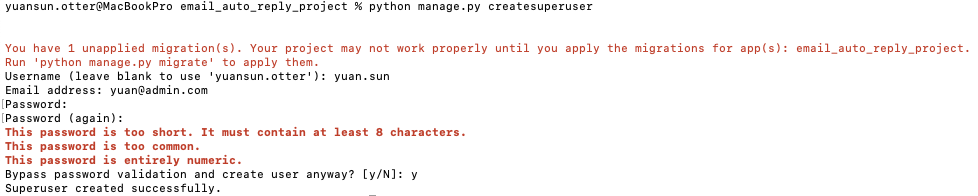 yuansun.otter@MacBookPro email_auto_reply_project % python manage.py createsuperuser
You have 1 unapplied migration(s). Your project may not work properly until you apply the migrations for app(s): email_auto_reply_project.
Run 'python manage.py migrate' to apply them.
Username (leave blank to use 'yuansun.otter'): yuan.sun
Email address: yuan@admin.com
Password:
Password (again):
This password is too short. It must contain at least 8 characters.
This password is too common.
This password is entirely numeric.
Bypass password validation and create user anyway? [y/N]: y
Superuser created successfully.